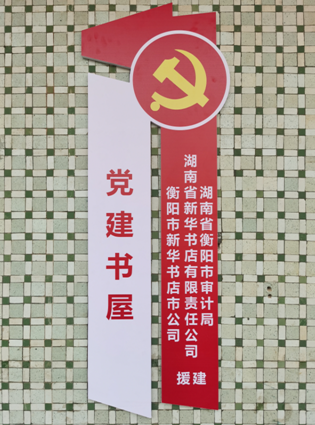 党建书屋
湖南省衡阳市审计局
湖南省新华书店有限责任公司
衡阳市新华书店市公司
援建